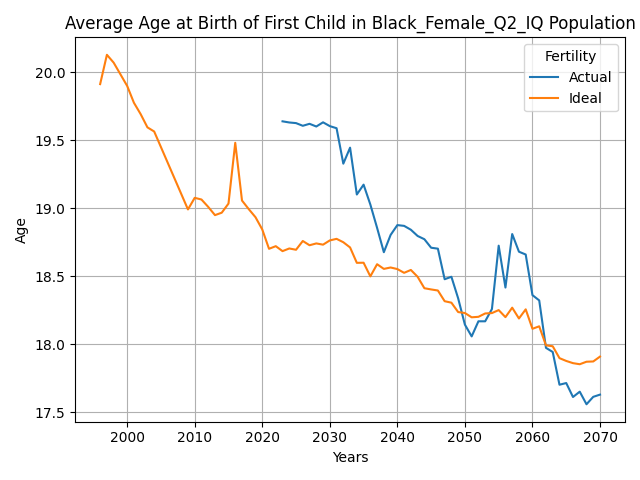 Average Age at Birth of First Child in Black_Female_Q2_IQ Population
Fertility
Actual
Ideal
20.0
19.5
19.0
18.5
18.0
17.5
Age
2000
2010
2020
2030
2040
2050
2060
2070
Years